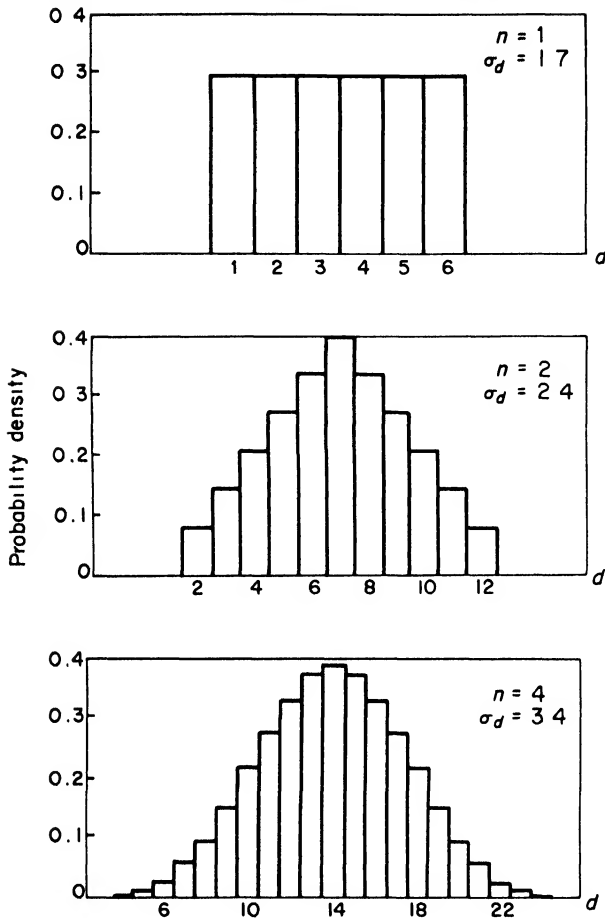 0 4
n = 1
σd = 1 7
0.3
0.2
0.1
0
1 2 3 4 5 6 d
0.4
n = 2
σd = 2 4
0.3
0.2
0.1
0
2 4 6 8 10 12 d
Probability density
0.4
n = 4
σd = 3 4
0.3
0.2
0.1
0
6 10 14 18 22 d